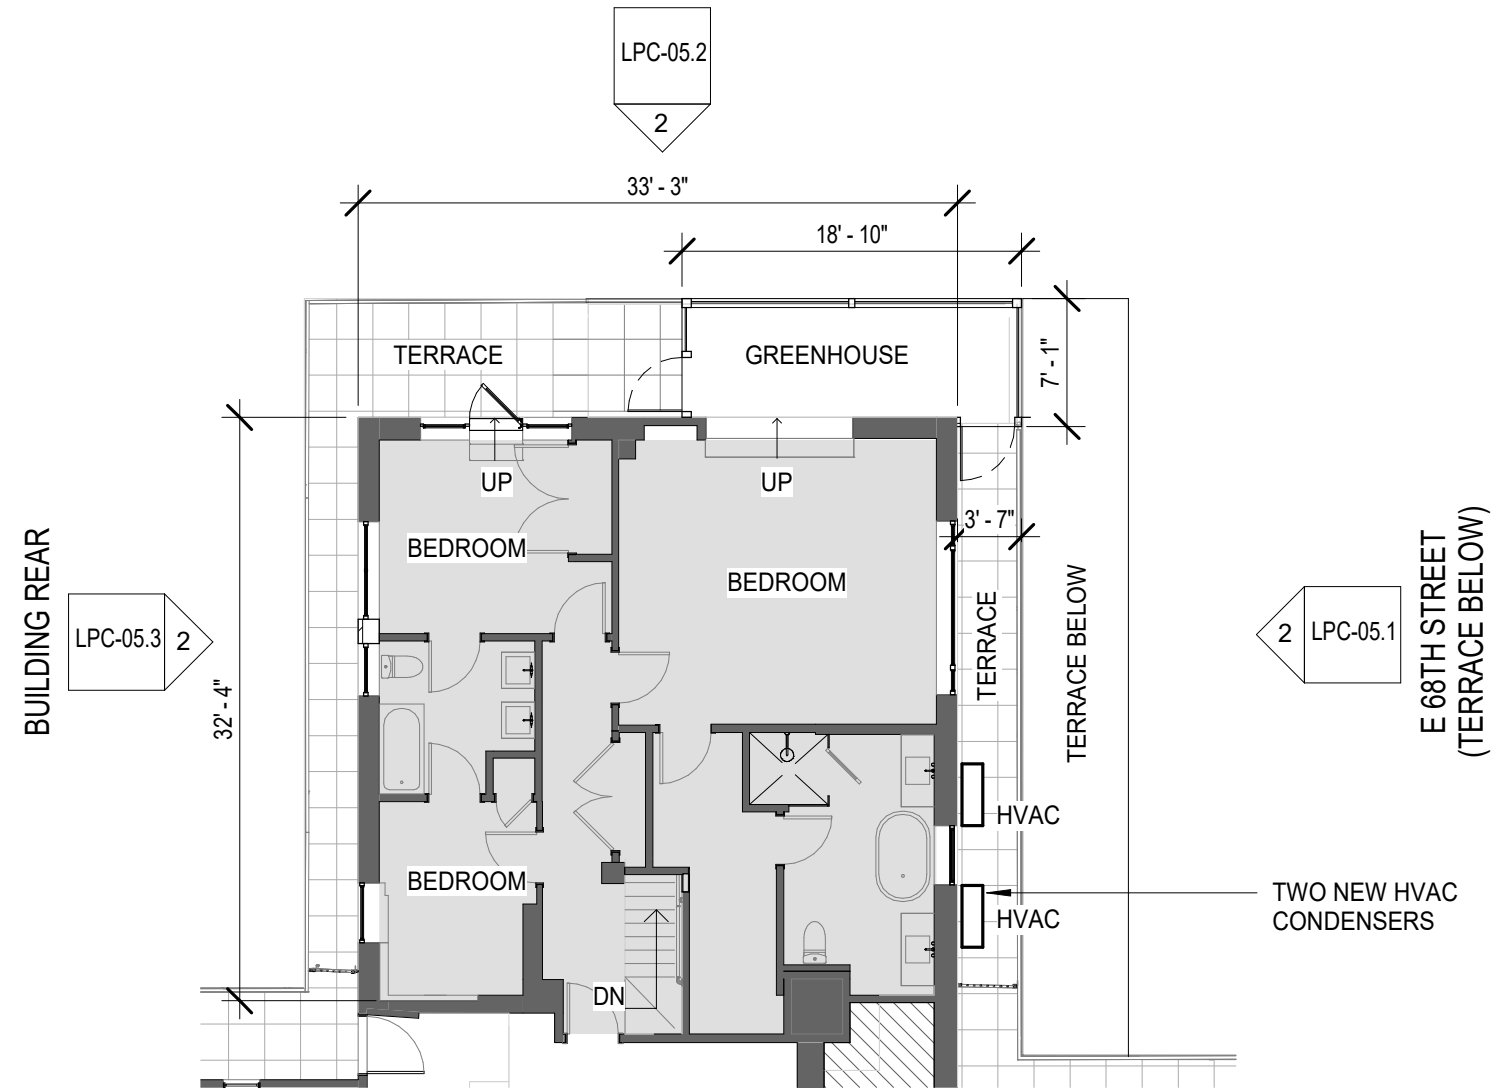 LPC-05.2
2
33' - 3"
18' - 10"
TERRACE
GREENHOUSE
7' - 1"
UP
UP
3' - 7"
BEDROOM
BEDROOM
BUILDING REAR
LPC-05.3
2
TERRACE
TERRACE BELOW
2
LPC-05.1
E 68TH STREET
(TERRACE BELOW)
32' - 4"
HVAC
BEDROOM
TWO NEW HVAC
CONDENSERS
HVAC
DN